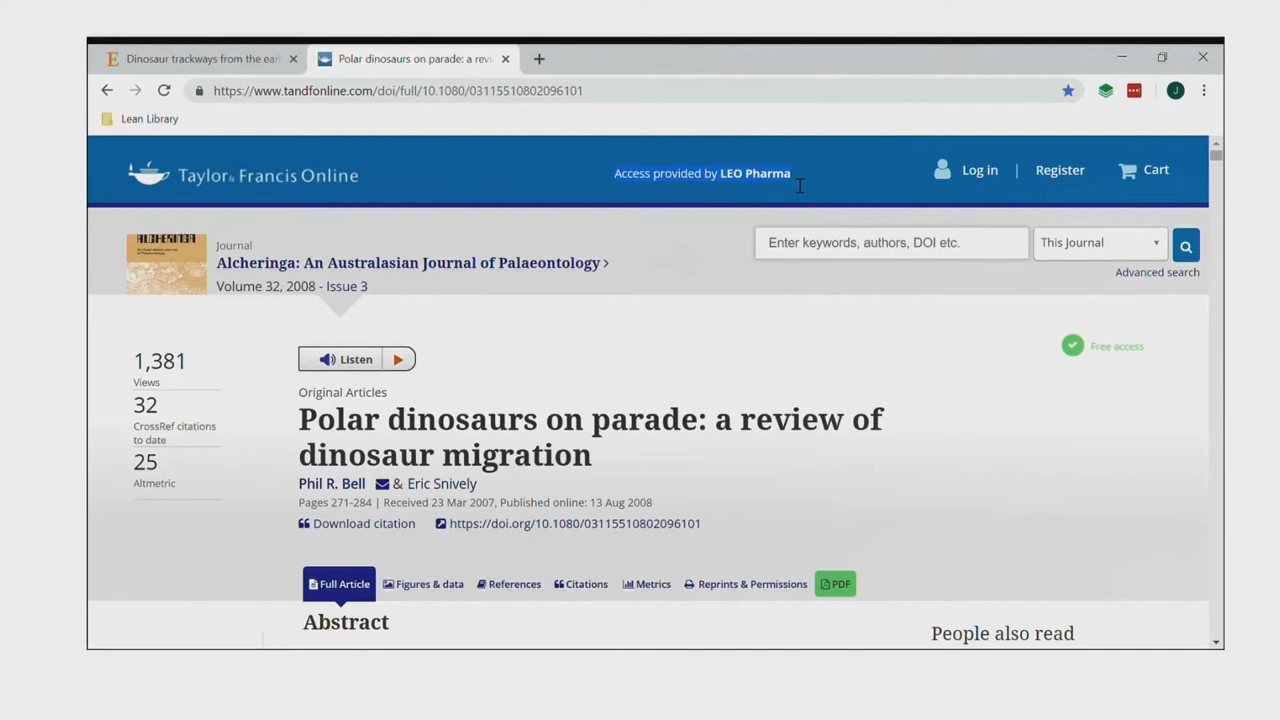 E Dinosaur trackways from the earl
Polar dinosaurs on parade: a revi
https://www.tandfonline.com/doi/full/10.1080/03115510802096101
J
Lean Library
Taylor & Francis Online
Access provided by LEO Pharma
Log in | Register Cart
ALCHERINGA
Journal
Alcheringa: An Australasian Journal of Palaeontology >
Volume 32, 2008 - Issue 3
Enter keywords, authors, DOI etc.
This Journal
Advanced search
1,381
Views
32
CrossRef citations
to date
25
Altmetric
Listen
Free access
Original Articles
Polar dinosaurs on parade: a review of
dinosaur migration
Phil R. Bell & Eric Snively
Pages 271-284 | Received 23 Mar 2007, Published online: 13 Aug 2008
Download citation https://doi.org/10.1080/03115510802096101
Full Article Figures & data References Citations Metrics Reprints & Permissions PDF
Abstract
People also read